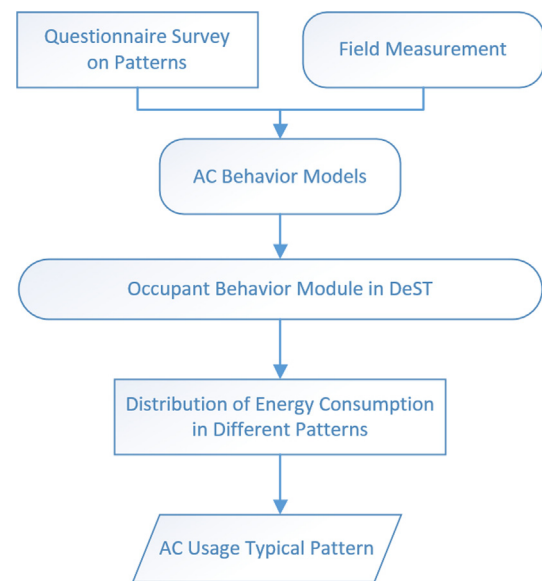 Questionnaire Survey
on Patterns
Field Measurement
AC Behavior Models
Occupant Behavior Module in DeST
Distribution of Energy Consumption
in Different Patterns
AC Usage Typical Pattern